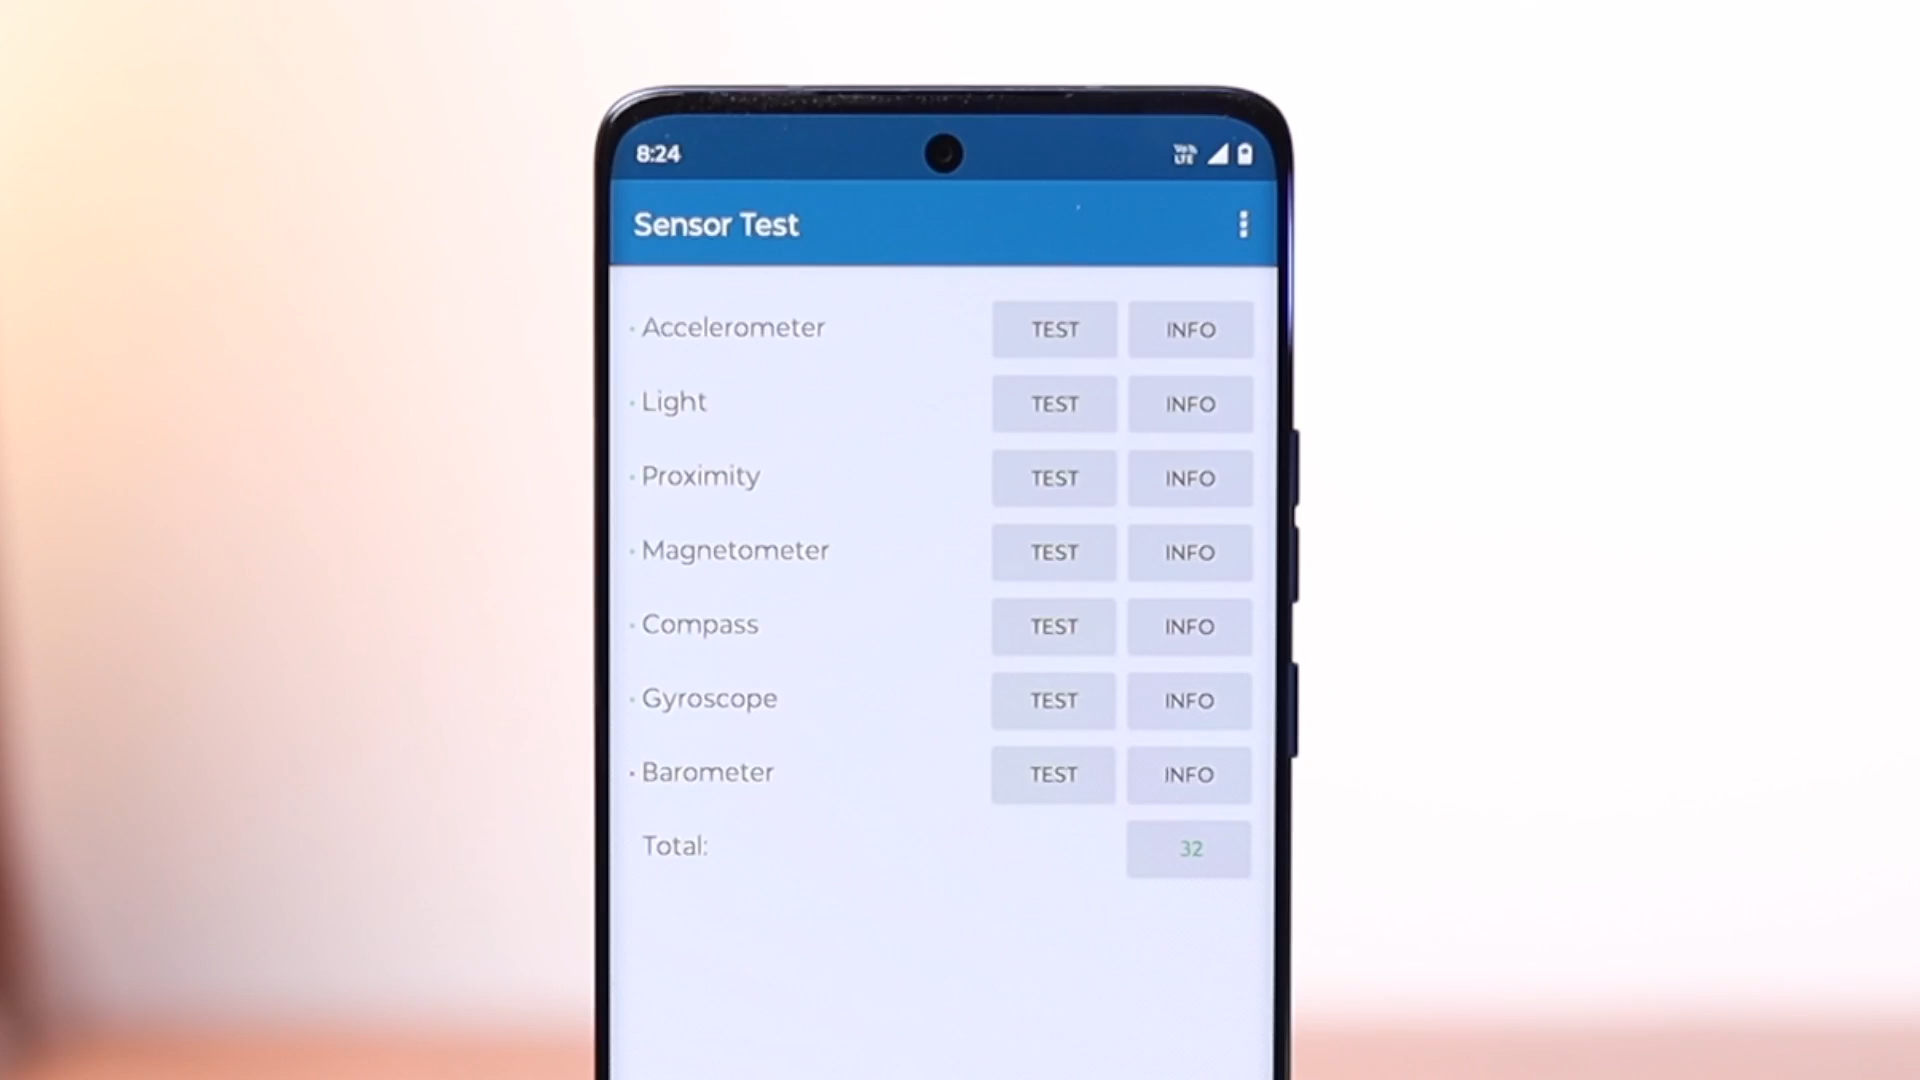 8:24 VoLTE
Sensor Test
• Accelerometer TEST INFO
• Light TEST INFO
• Proximity TEST INFO
• Magnetometer TEST INFO
• Compass TEST INFO
• Gyroscope TEST INFO
• Barometer TEST INFO
Total: 32